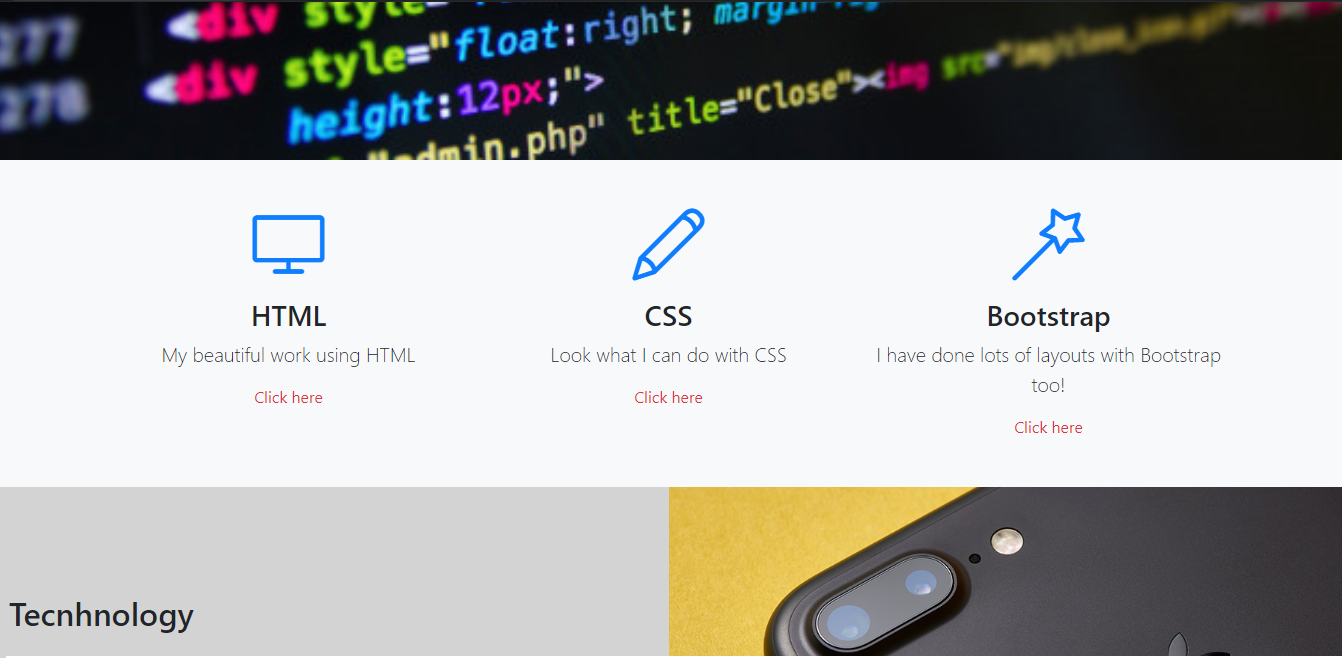 277 <div style=
278 <div style="float:right; margin-
height:12px;">
"admin.php" title="Close"><img src="img/close_icon.gif"
HTML
My beautiful work using HTML
Click here
CSS
Look what I can do with CSS
Click here
Bootstrap
I have done lots of layouts with Bootstrap
too!
Click here
Tecnhnology